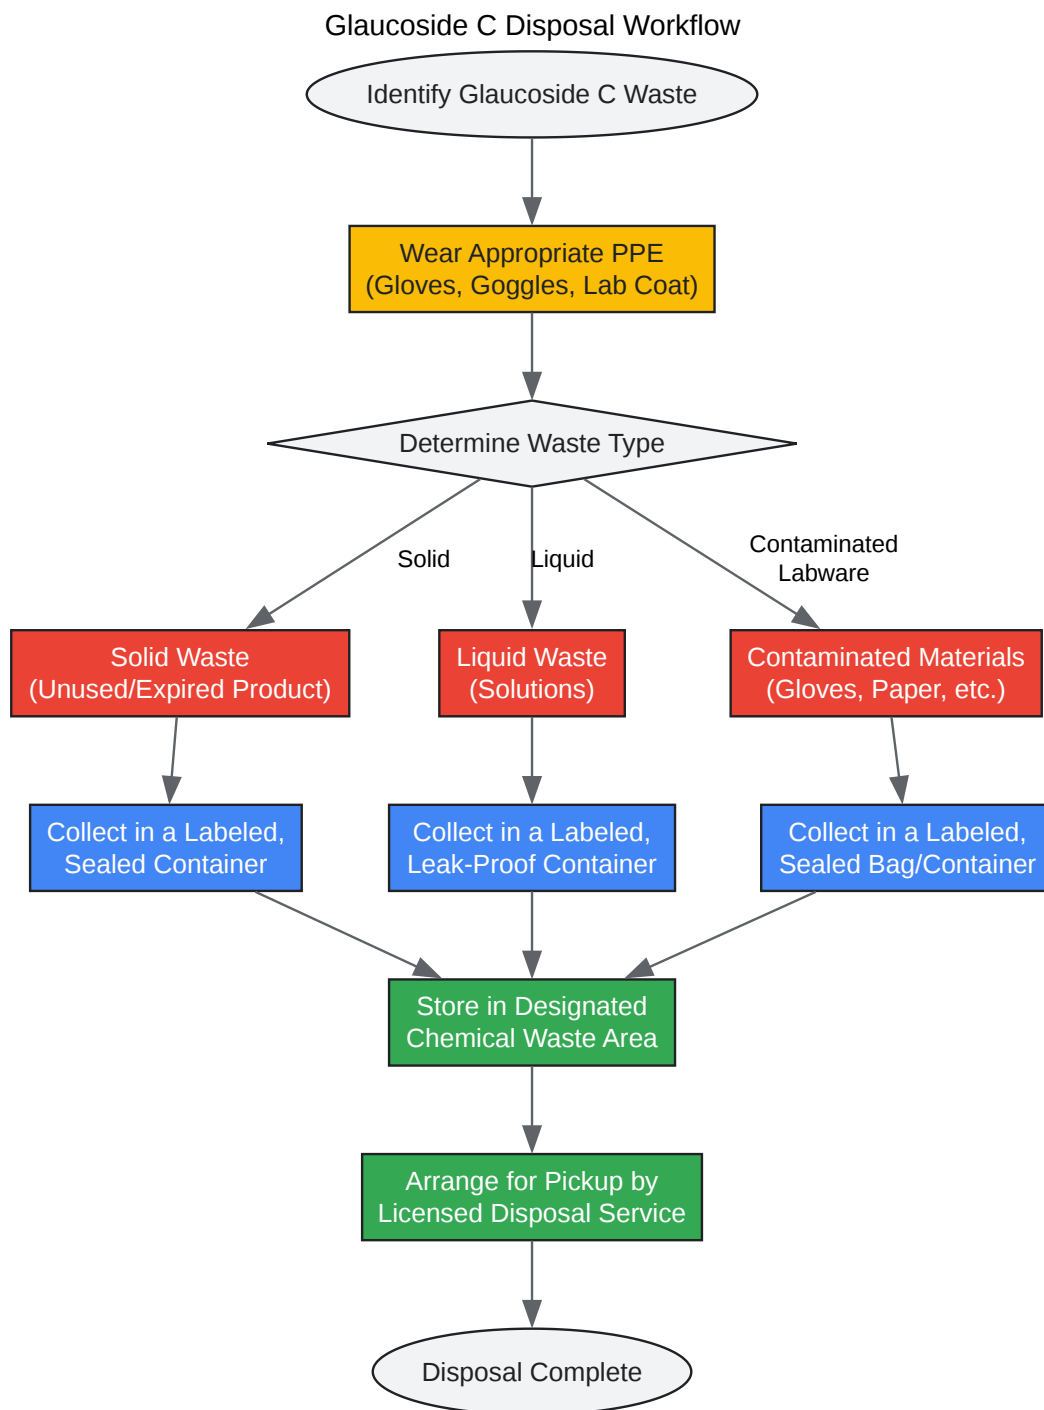 Glaucoside C Disposal Workflow
Identify Glaucoside C Waste
Wear Appropriate PPE
(Gloves, Goggles, Lab Coat)
Determine Waste Type
Solid
Liquid
Contaminated
Labware
Solid Waste
(Unused/Expired Product)
Liquid Waste
(Solutions)
Contaminated Materials
(Gloves, Paper, etc.)
Collect in a Labeled,
Sealed Container
Collect in a Labeled,
Leak-Proof Container
Collect in a Labeled,
Sealed Bag/Container
Store in Designated
Chemical Waste Area
Arrange for Pickup by
Licensed Disposal Service
Disposal Complete